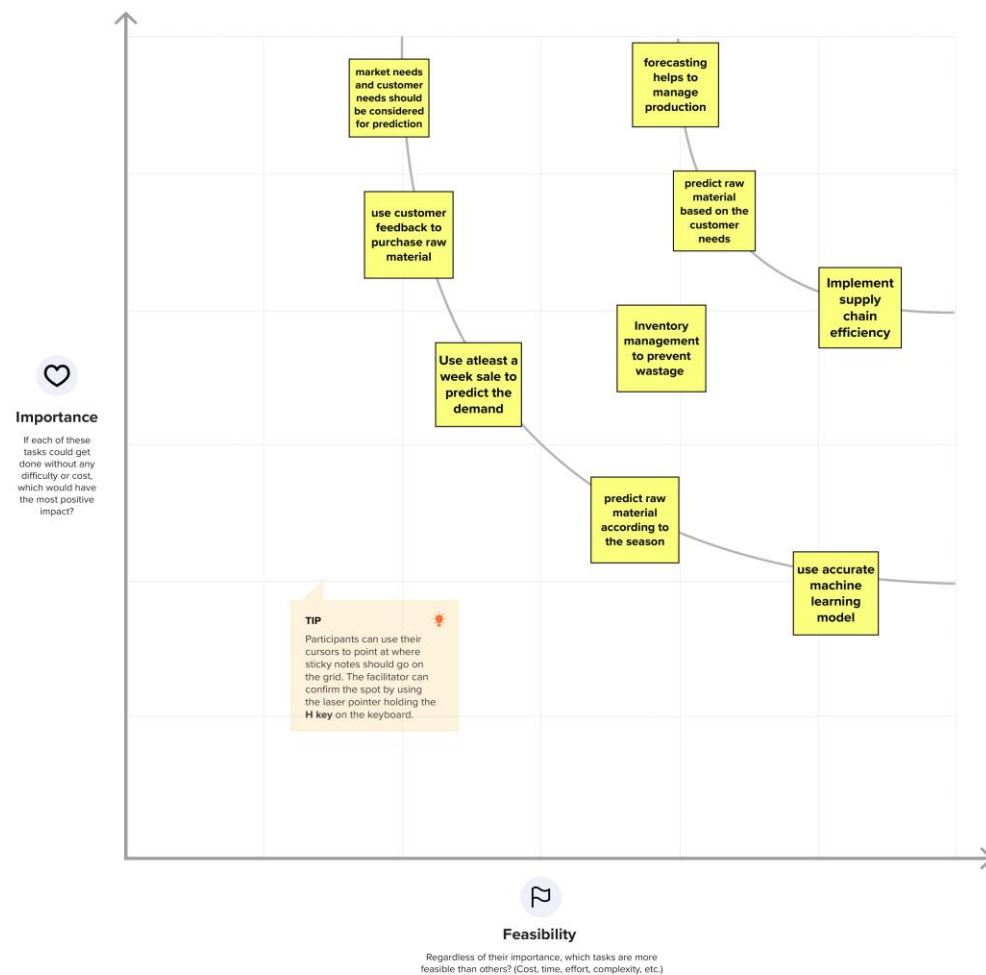 market needs
and customer
needs should
be considered
for prediction
forecasting
helps to
manage
production
use customer
feedback to
purchase raw
material
predict raw
material
based on the
customer
needs
Implement
supply
chain
efficiency
Inventory
management
to prevent
wastage
Use atleast a
week sale to
predict the
demand
Importance
If each of these
tasks could get
done without any
difficulty or cost,
which would have
the most positive
impact?
predict raw
material
according to
the season
use accurate
machine
learning
model
TIP
Participants can use their
cursors to point at where
sticky notes should go on
the grid. The facilitator can
confirm the spot by using
the laser pointer holding the
H key on the keyboard.
Feasibility
Regardless of their importance, which tasks are more
feasible than others? (Cost, time, effort, complexity, etc.)